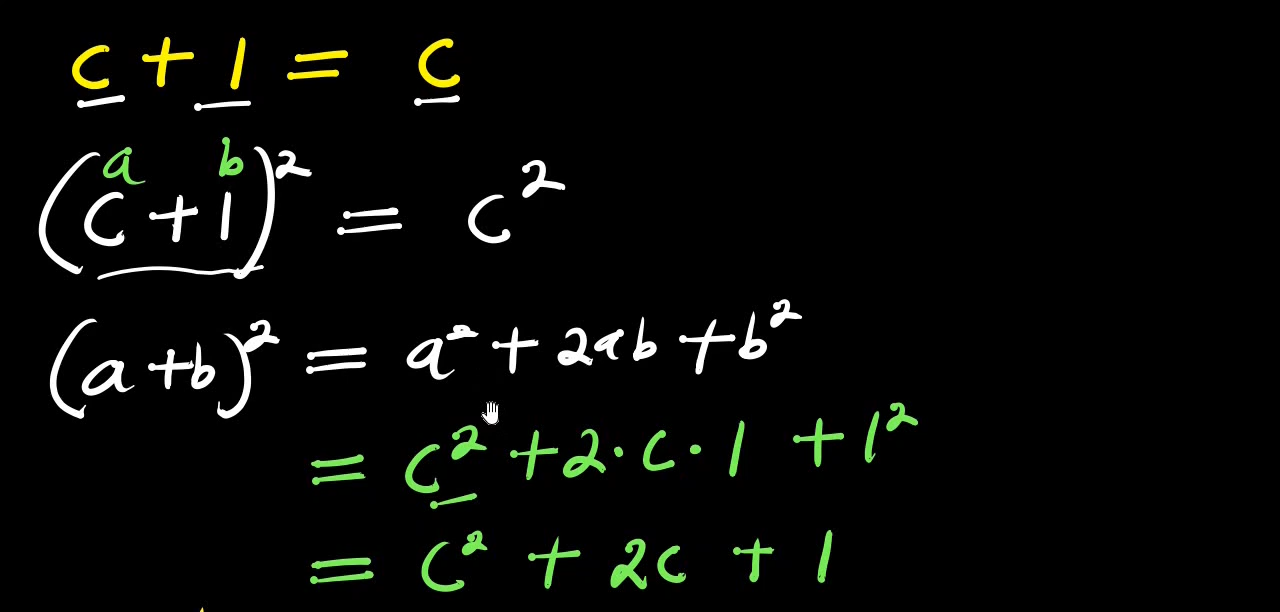 c + 1 = c
a b
(c + 1)² = c²
(a + b)² = a² + 2ab + b²
= c² + 2 · c · 1 + 1²
= c² + 2c + 1